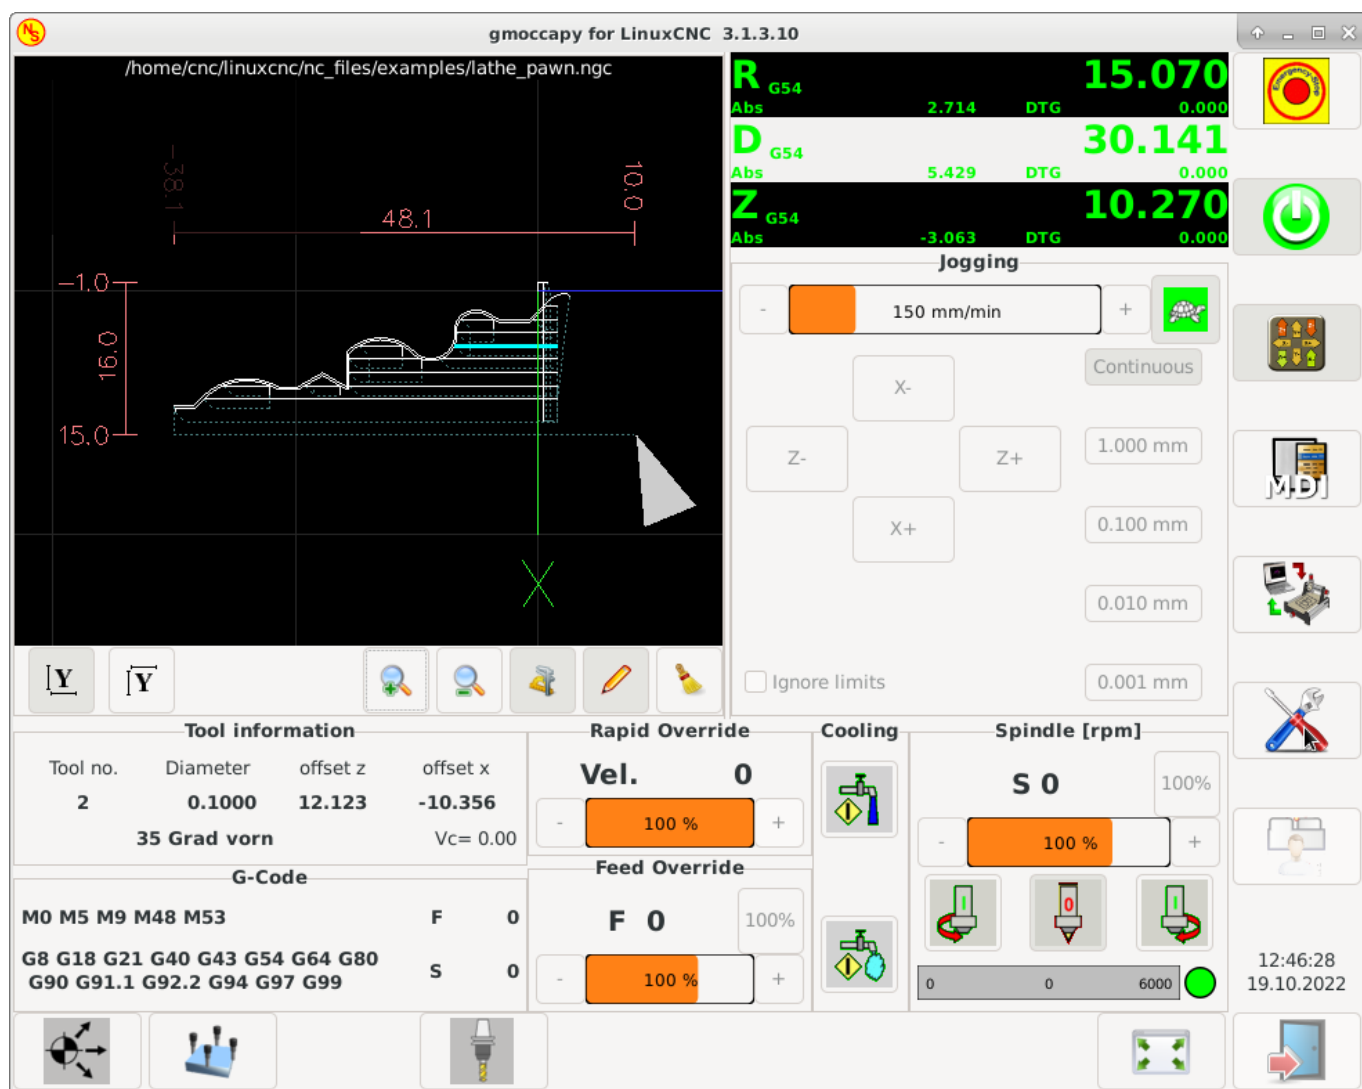 gmoccapy for LinuxCNC 3.1.3.10
/home/cnc/linuxcnc/nc_files/examples/lathe_pawn.ngc
-38.1
10.0
48.1
-1.0
16.0
15.0
X
R G54 15.070
Abs 2.714 DTG 0.000
D G54 30.141
Abs 5.429 DTG 0.000
Z G54 10.270
Abs -3.063 DTG 0.000
Emergency-Stop
Jogging
- 150 mm/min +
Continuous
X-
1.000 mm
Z- Z+
0.100 mm
X+
0.010 mm
Ignore limits
0.001 mm
MDI
Y Y
Tool information
Tool no. Diameter offset z offset x
2 0.1000 12.123 -10.356
35 Grad vorn Vc= 0.00
G-Code
M0 M5 M9 M48 M53 F 0
G8 G18 G21 G40 G43 G54 G64 G80
G90 G91.1 G92.2 G94 G97 G99 S 0
Rapid Override
Vel. 0
- 100 % +
Feed Override
F 0 100%
- 100 % +
Cooling
Spindle [rpm]
S 0 100%
- 100 % +
I 0 I
0 0 6000
12:46:28
19.10.2022